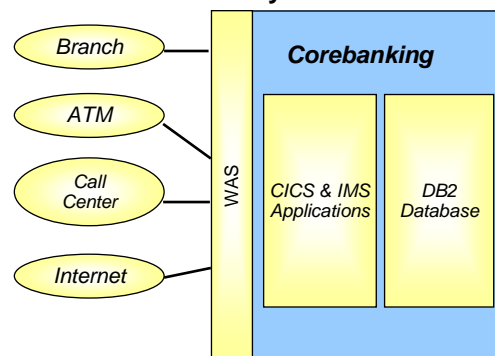 Branch
ATM
Call
Center
Internet
WAS
Corebanking
CICS & IMS
Applications
DB2
Database